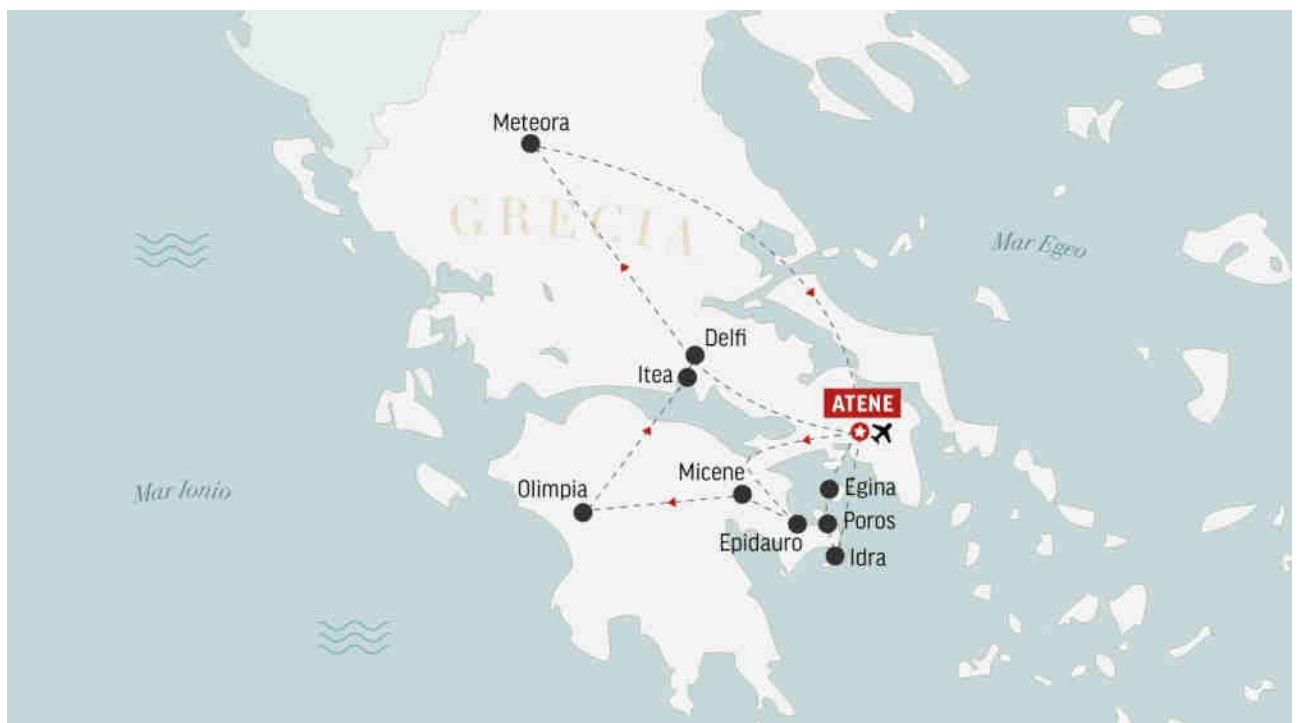 Meteora
GRECIA
Mar Egeo
Delfi
Itea
ATENE
Mar Ionio
Olimpia
Micene
Egina
Epidauro
Poros
Idra